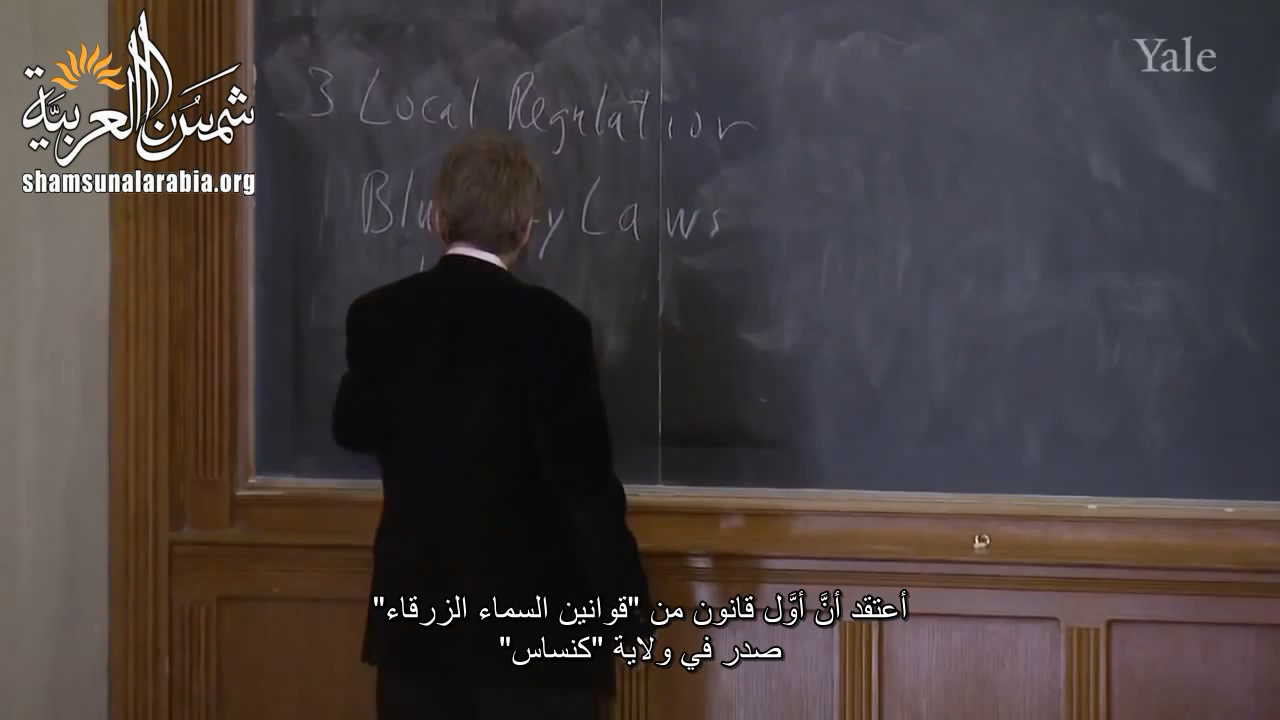 شمس العربية
shamsunalarabia.org
Yale
3 Local Regulation
Blu y Laws
أعتقد أنَّ أوَّل قانون من "قوانين السماء الزرقاء"
صدر في ولاية "كنساس"